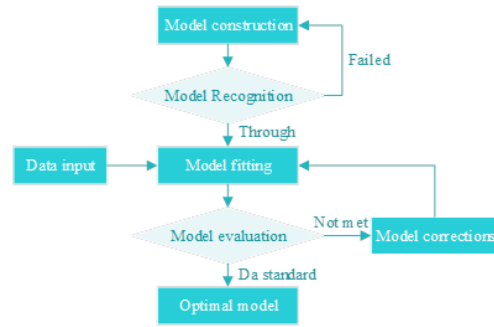 Model construction
Failed
Model Recognition
Through
Data input
Model fitting
Not met
Model evaluation
Model corrections
Da standard
Optimal model